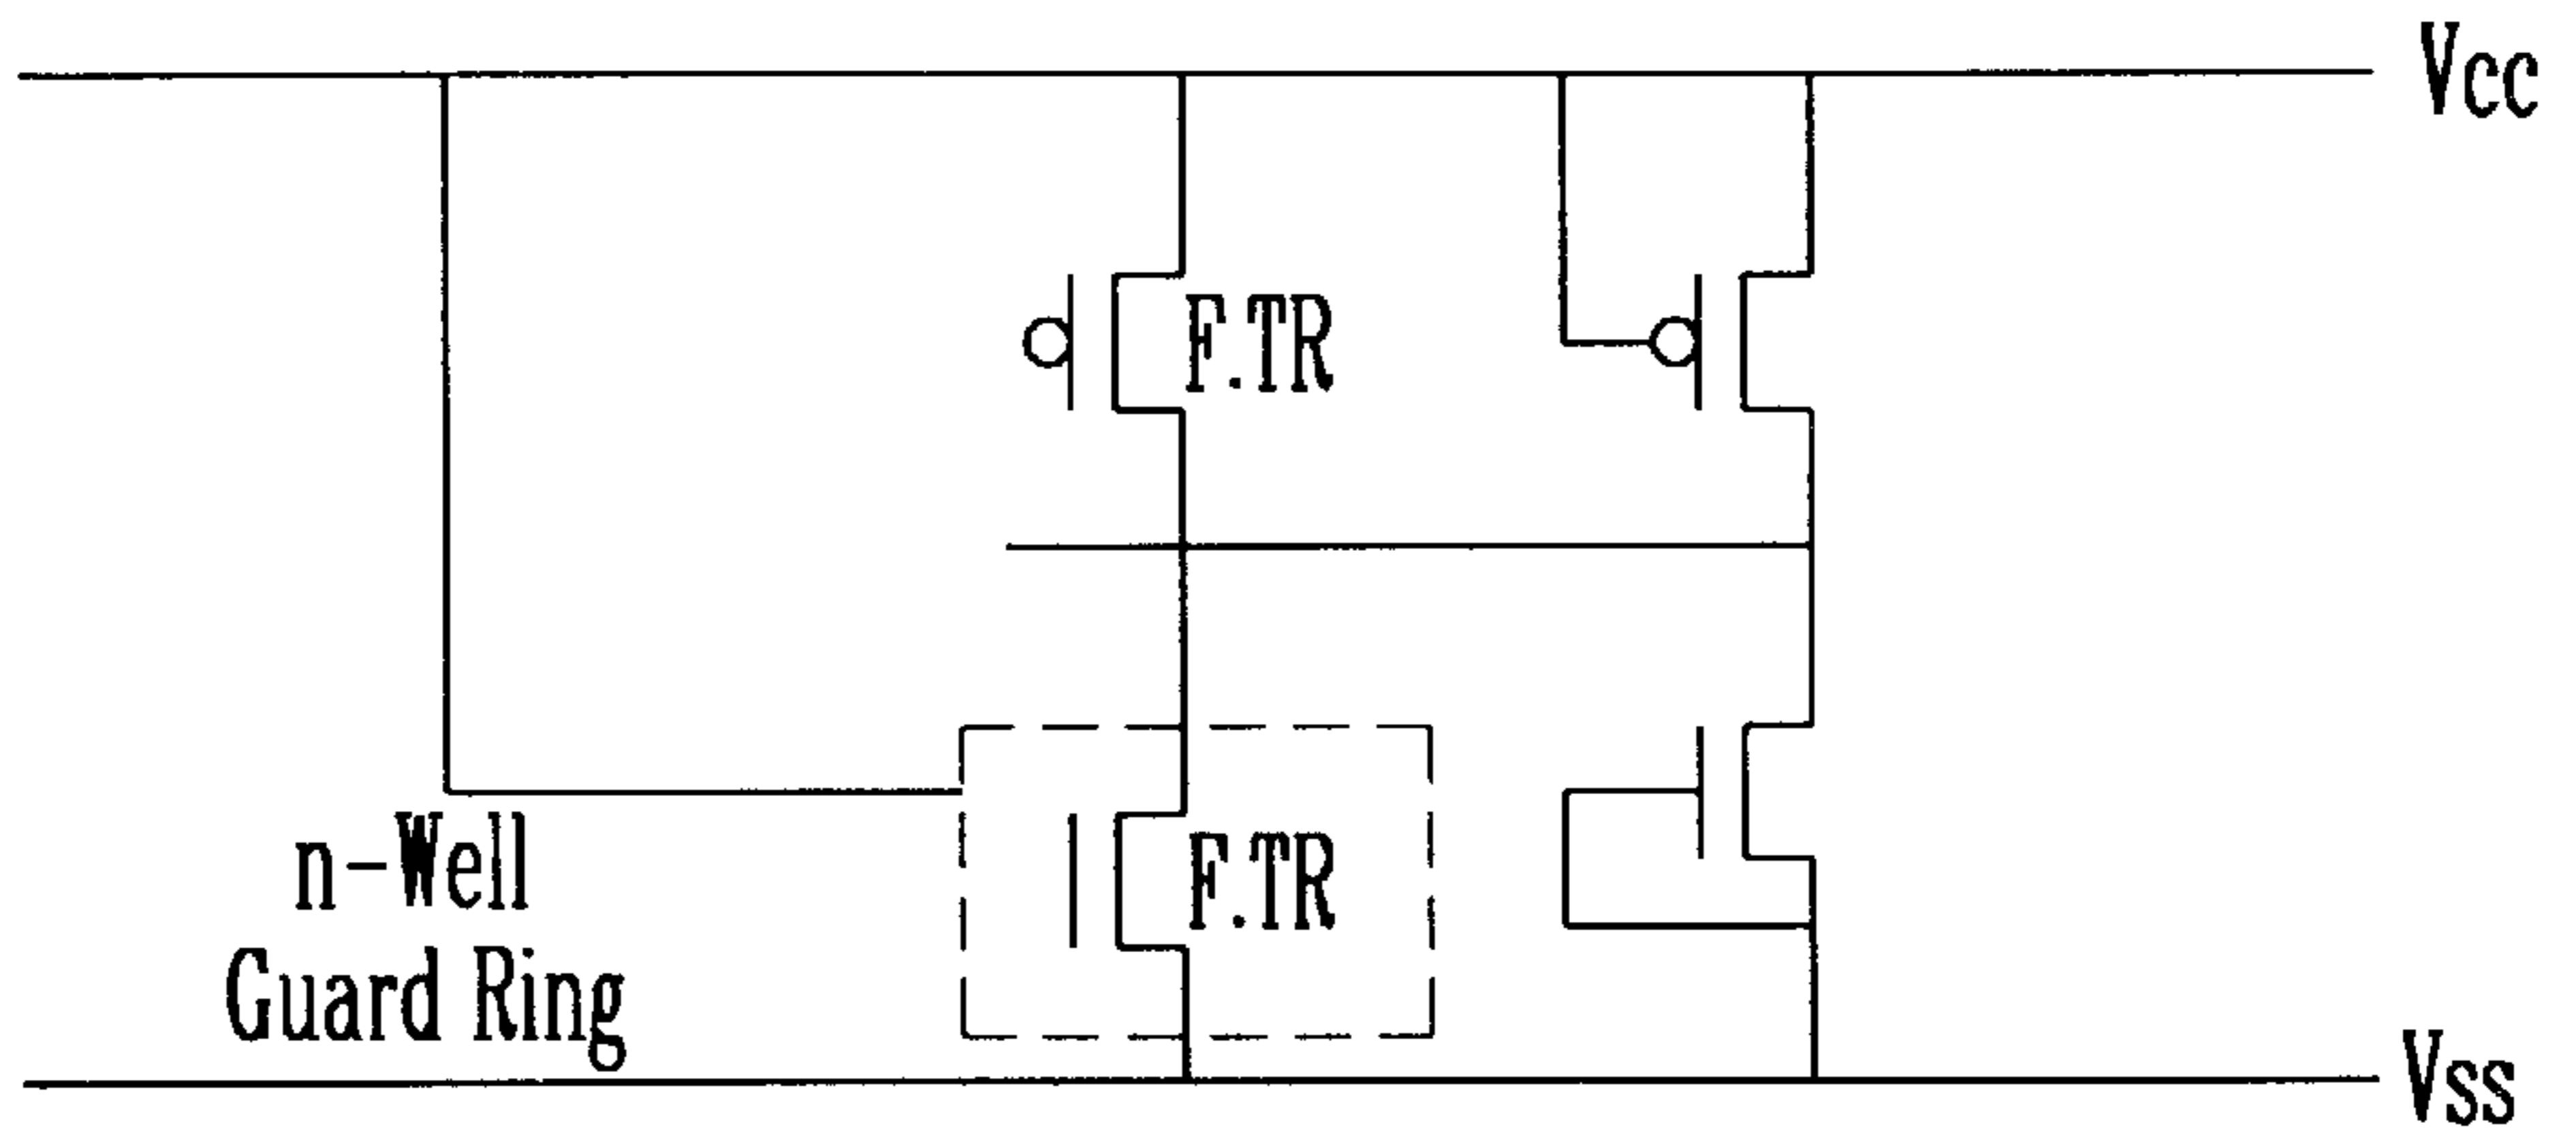 Vcc
F.TR
n-Well
F.TR
Guard Ring
Vss